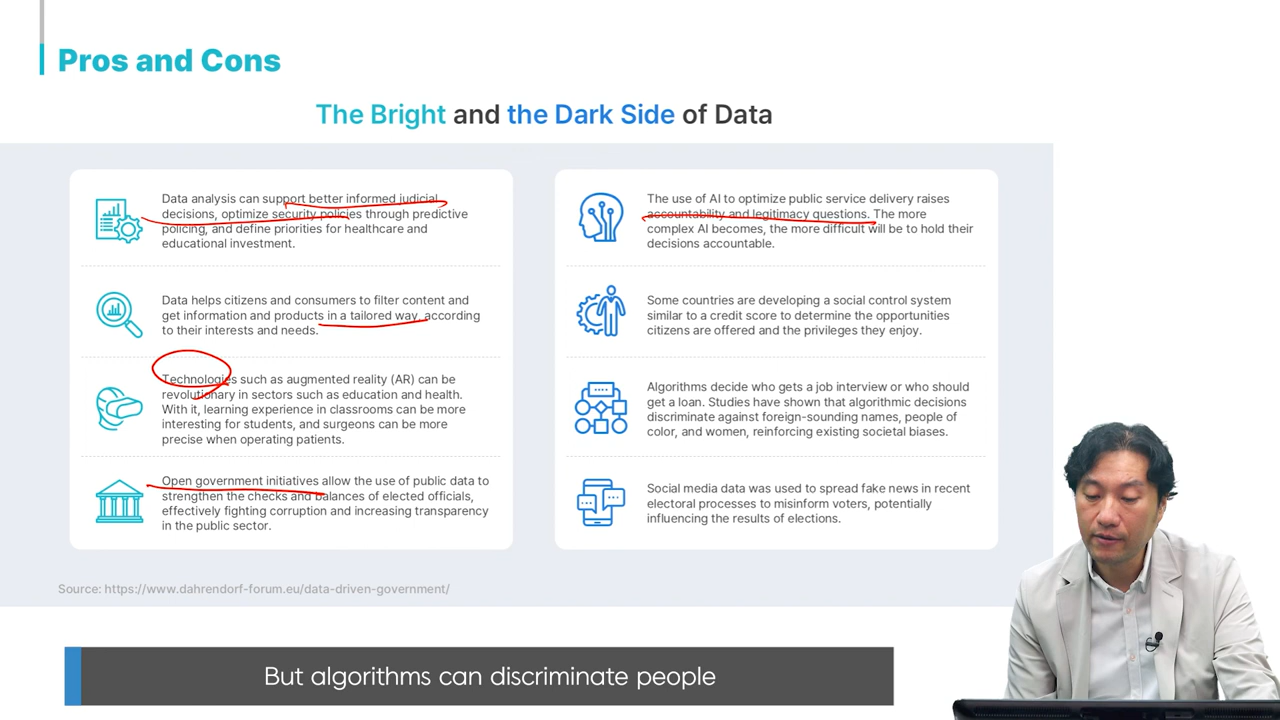 Pros and Cons
The Bright and the Dark Side of Data
Data analysis can support better informed judicial
decisions, optimize security policies through predictive
policing, and define priorities for healthcare and
educational investment.
Data helps citizens and consumers to filter content and
get information and products in a tailored way, according
to their interests and needs.
Technologies such as augmented reality (AR) can be
revolutionary in sectors such as education and health.
With it, learning experience in classrooms can be more
interesting for students, and surgeons can be more
precise when operating patients.
Open government initiatives allow the use of public data to
strengthen the checks and balances of elected officials,
effectively fighting corruption and increasing transparency
in the public sector.
The use of AI to optimize public service delivery raises
accountability and legitimacy questions. The more
complex AI becomes, the more difficult will be to hold their
decisions accountable.
Some countries are developing a social control system
similar to a credit score to determine the opportunities
citizens are offered and the privileges they enjoy.
Algorithms decide who gets a job interview or who should
get a loan. Studies have shown that algorithmic decisions
discriminate against foreign-sounding names, people of
color, and women, reinforcing existing societal biases.
Social media data was used to spread fake news in recent
electoral processes to misinform voters, potentially
influencing the results of elections.
Source: https://www.dahrendorf-forum.eu/data-driven-government/
But algorithms can discriminate people